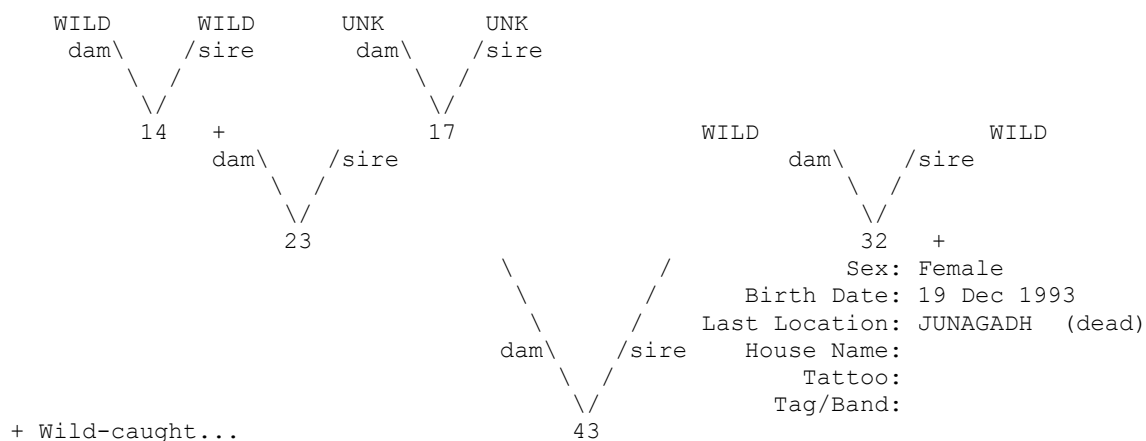 WILD WILD UNK UNK
dam\ /sire dam\ /sire
\ / \ /
\/ \/
14 + 17 WILD WILD
dam\ /sire dam\ /sire
\ / \ /
\/ \/
23 32 +
\ / Sex: Female
\ / Birth Date: 19 Dec 1993
\ / Last Location: JUNAGADH (dead)
dam\ /sire House Name:
\ / Tattoo:
\/ Tag/Band:
+ Wild-caught... 43